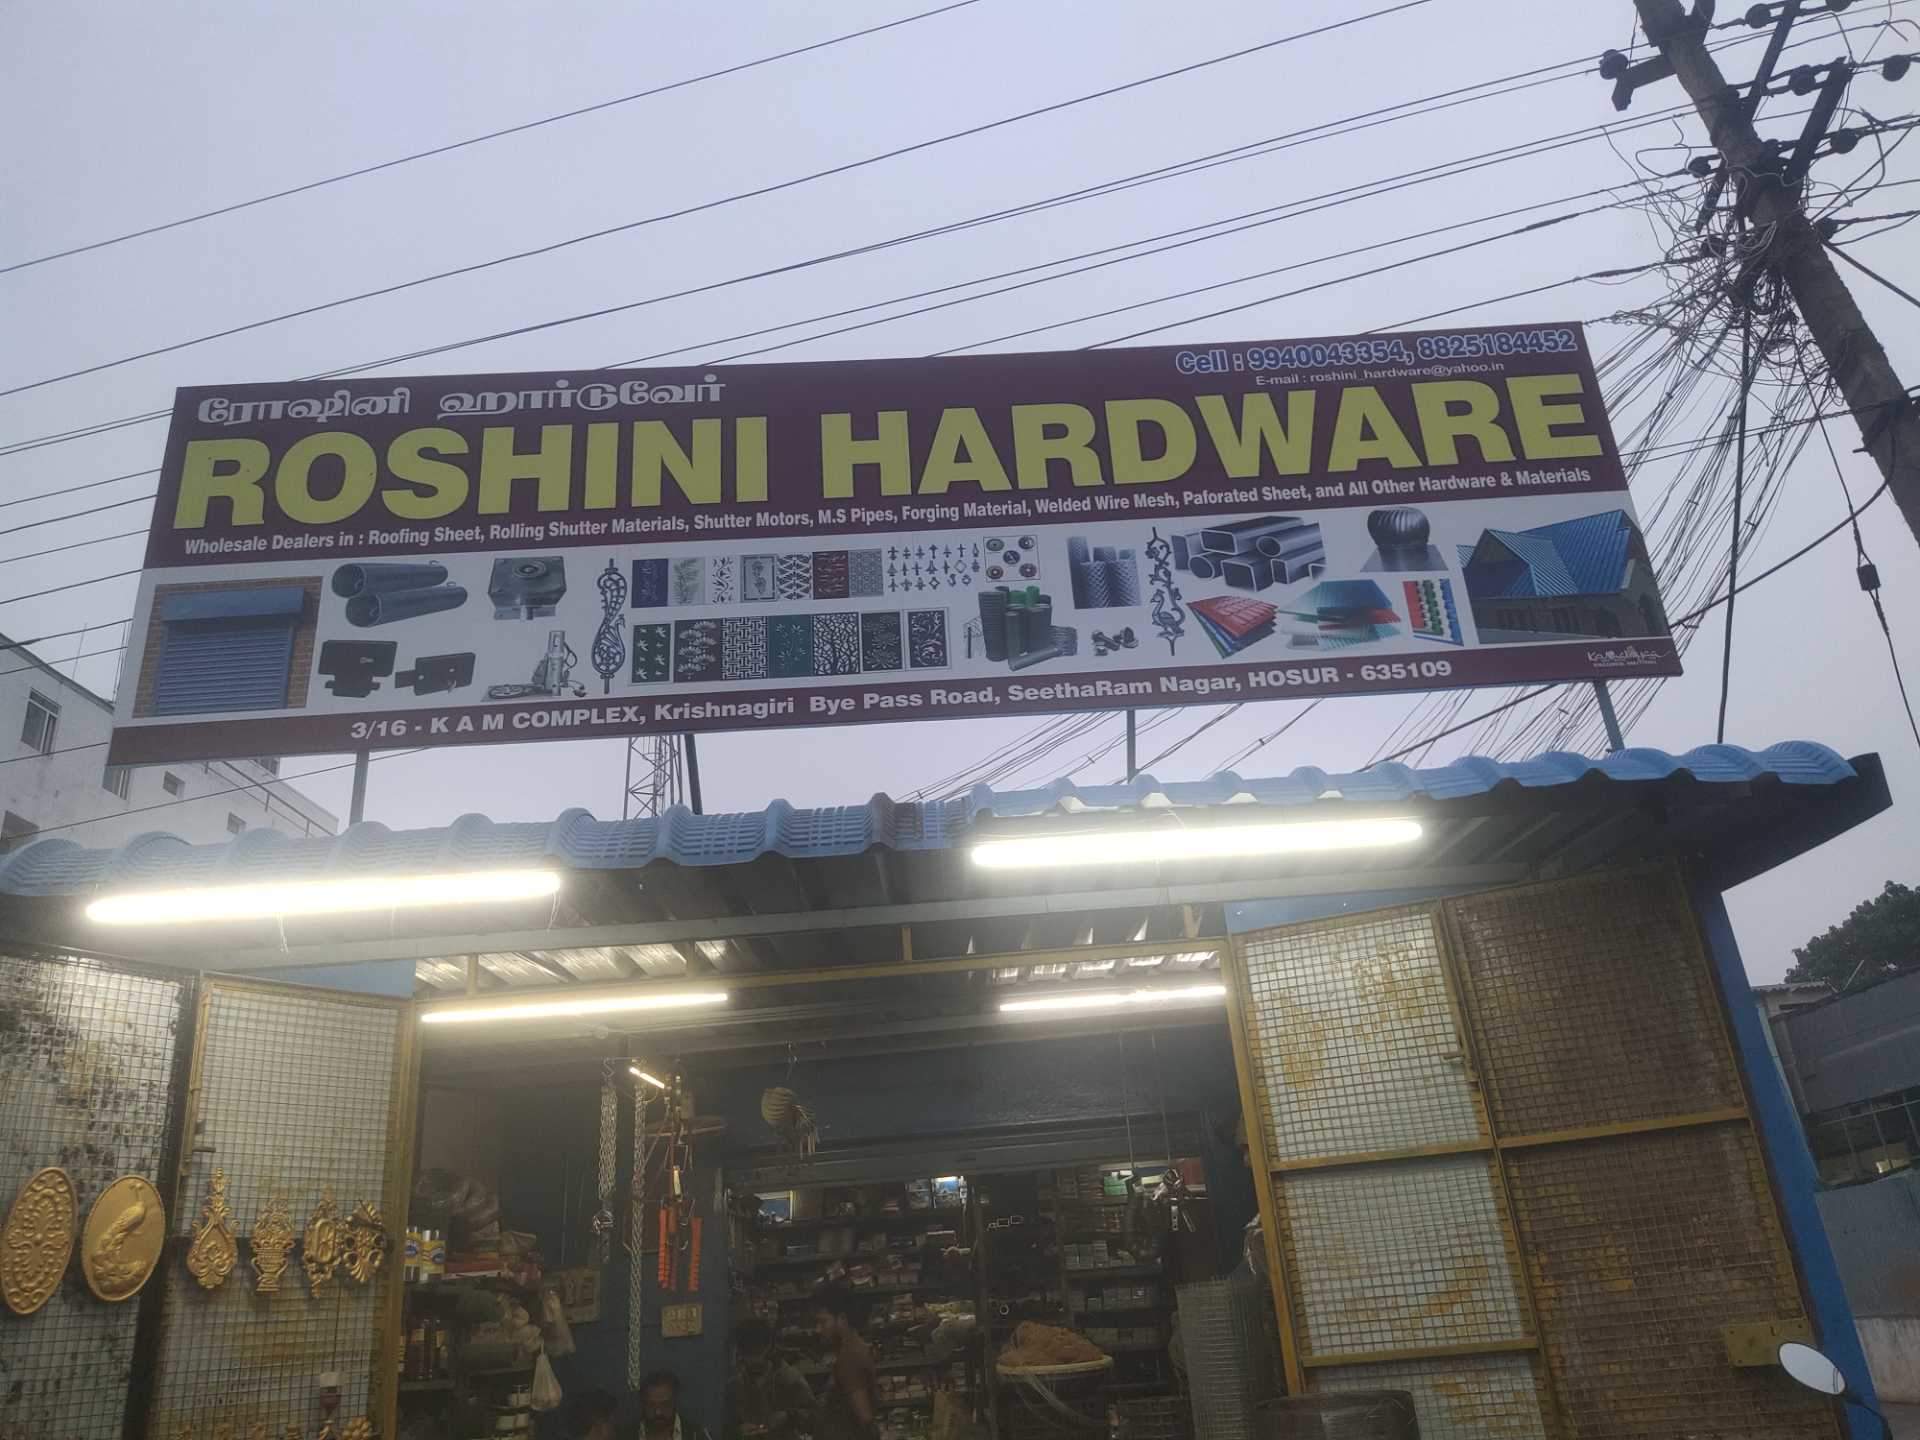 ரோஷினி ஹார்டுவேர்
Cell : 9940043354, 8825184452
E-mail : roshini_hardware@yahoo.in
ROSHINI HARDWARE
Wholesale Dealers in : Roofing Sheet, Rolling Shutter Materials, Shutter Motors, M.S Pipes, Forging Material, Welded Wire Mesh, Paforated Sheet, and All Other Hardware & Materials
3/16 - K A M COMPLEX, Krishnagiri Bye Pass Road, SeethaRam Nagar, HOSUR - 635109